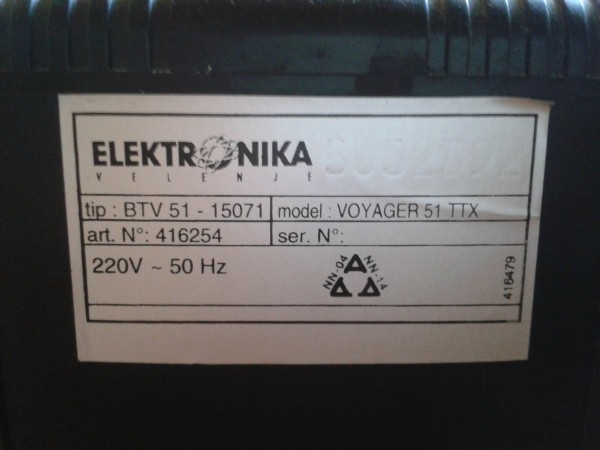 ELEKTRONIKA
VELENJE
tip : BTV 51 - 15071 model : VOYAGER 51 TTX
art. N°: 416254 ser. N°:
220V ~ 50 Hz
NN-04 NN-14
416479